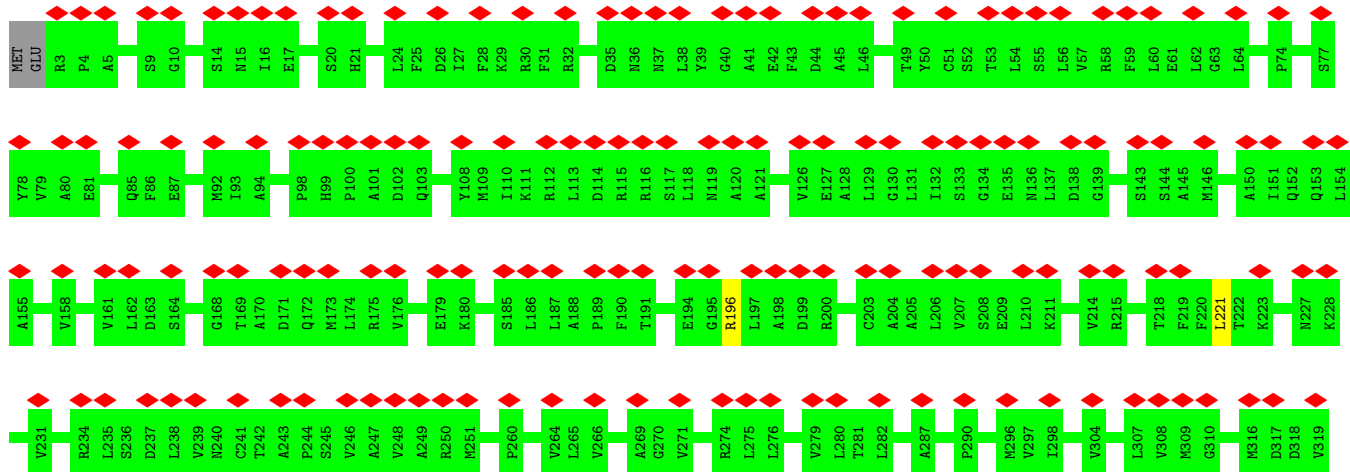 MET GLU R3 P4 A5 S9 G10 S14 N15 I16 E17 S20 H21 L24 F25 D26 I27 F28 K29 R30 F31 R32 D35 N36 N37 L38 Y39 G40 A41 E42 F43 D44 A45 L46 T49 Y50 C51 S52 T53 L54 S55 L56 V57 R58 F59 L60 E61 L62 G63 L64 P74 S77
Y78 V79 A80 E81 Q85 F86 E87 M92 I93 A94 P98 H99 P100 A101 D102 Q103 Y108 M109 I110 K111 R112 L113 D114 R115 R116 S117 L118 N119 A120 A121 V126 E127 A128 L129 G130 L131 I132 S133 G134 E135 N136 L137 D138 G139 S143 S144 A145 M146 A150 I151 Q152 Q153 L154
A155 V158 V161 L162 D163 S164 G168 T169 A170 D171 Q172 M173 L174 R175 V176 E179 K180 S185 L186 L187 A188 P189 F190 T191 E194 G195 R196 L197 A198 D199 R200 C203 A204 A205 L206 V207 S208 E209 L210 K211 V214 R215 T218 F219 F220 L221 T222 K223 N227 K228
V231 R234 L235 S236 D237 L238 V239 N240 C241 T242 A243 P244 S245 V246 A247 V248 A249 R250 M251 P260 V264 L265 V266 A269 G270 V271 R274 L275 L276 V279 L280 T281 L282 A287 P290 M296 V297 I298 V304 L307 V308 M309 G310 M316 D317 D318 V319